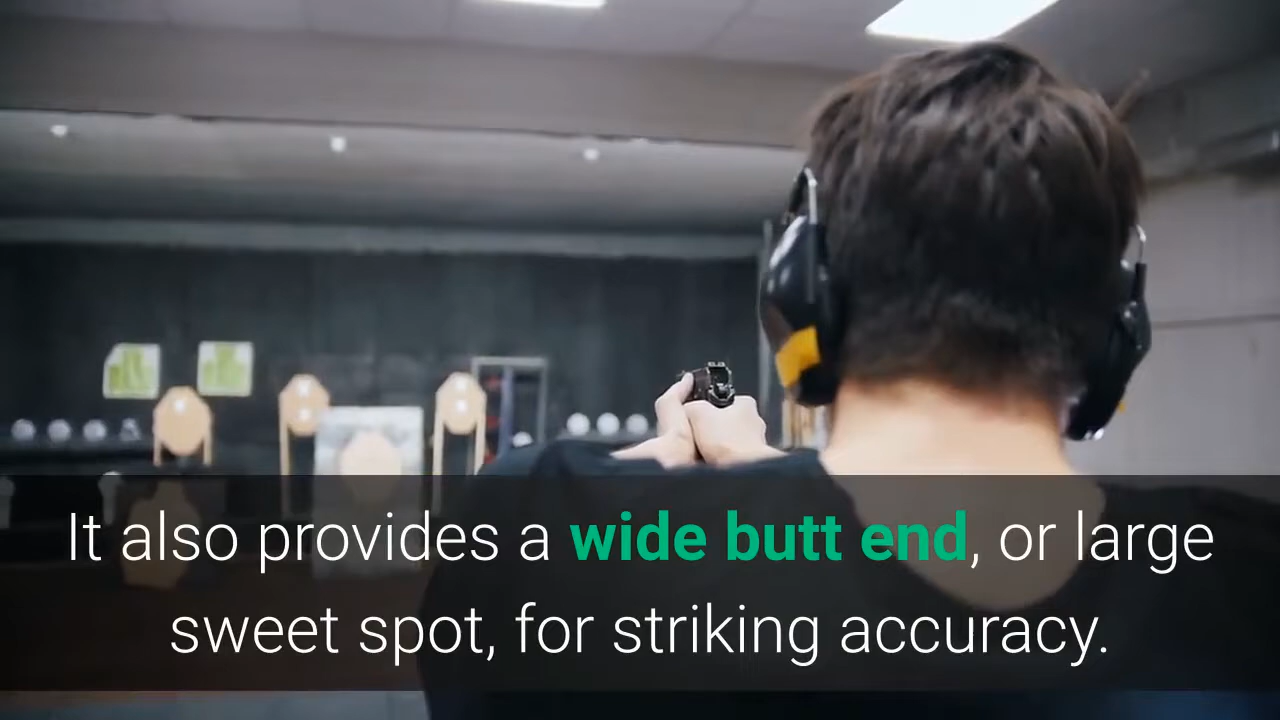 It also provides a wide butt end, or large
sweet spot, for striking accuracy.